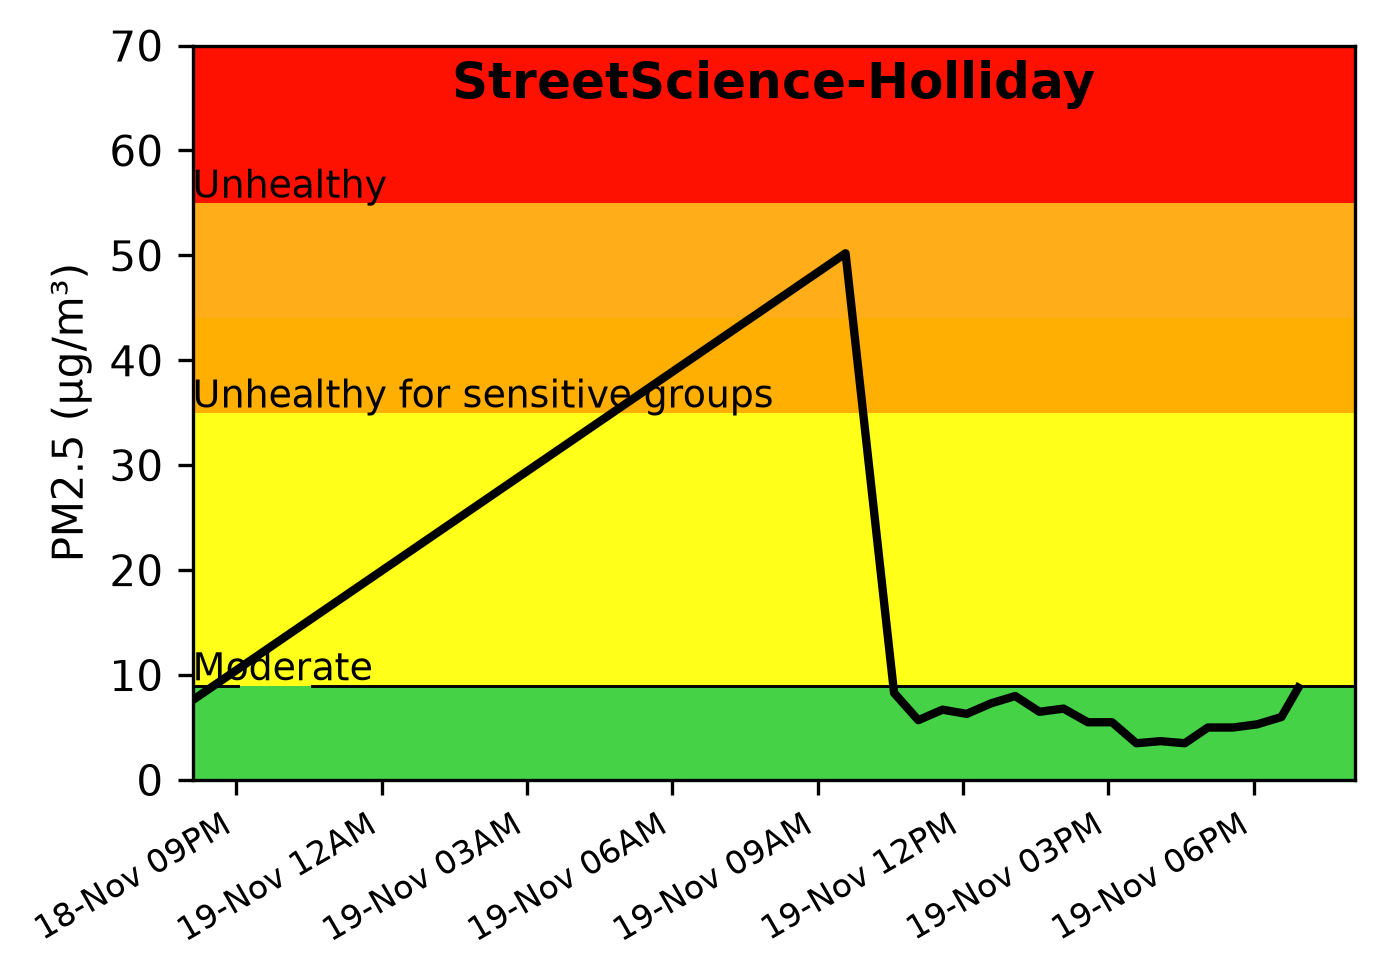 StreetScience-Holliday
70
60
50
40
30
20
10
0
PM2.5 (µg/m³)
Unhealthy
Unhealthy for sensitive groups
Moderate
18-Nov 09PM
19-Nov 12AM
19-Nov 03AM
19-Nov 06AM
19-Nov 09AM
19-Nov 12PM
19-Nov 03PM
19-Nov 06PM